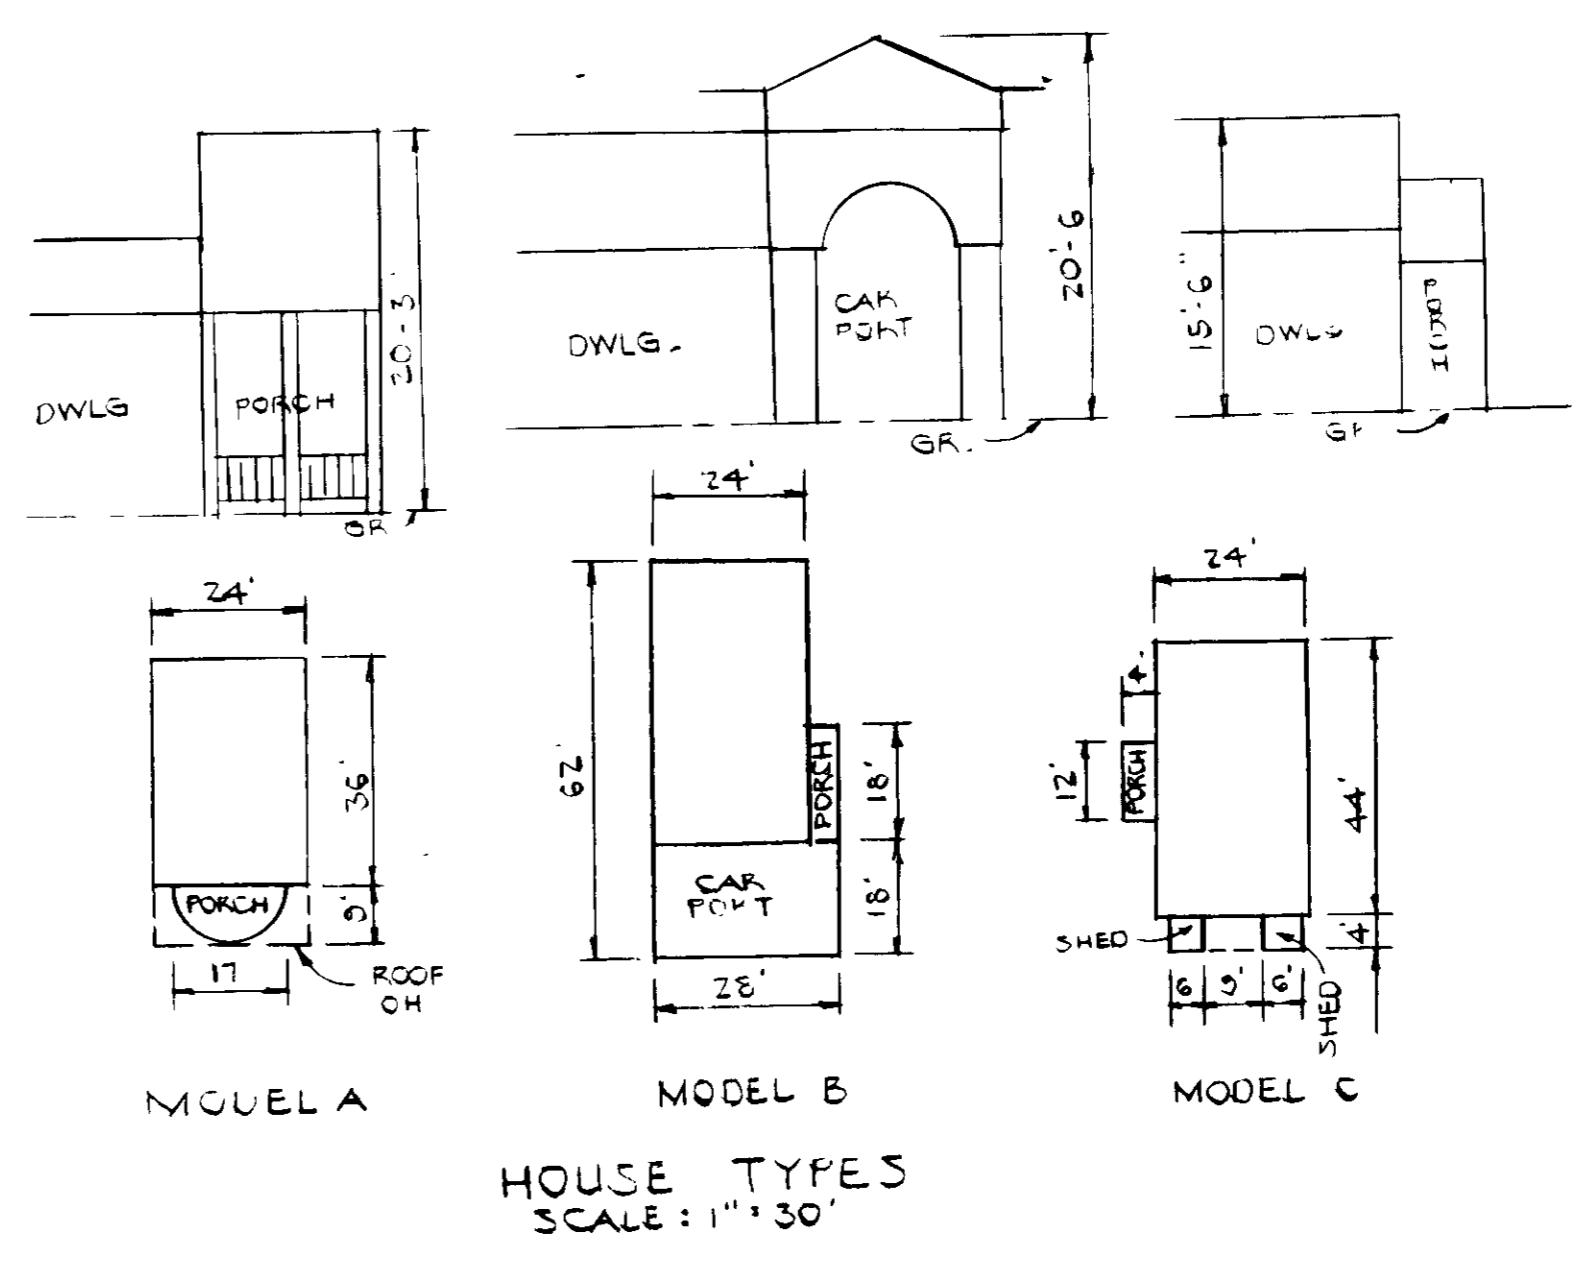 20'-6
CAR
PORT
15'-6"
20-3'
DWLG.
DWLG
PORCH
DWLG
PORCH
GR.
GR
GR
24'
24'
24'
4'
62'
PORCH
18'
12'
PORCH
44'
36'
CAR
PORT
18'
PORCH
9'
SHED
4'
17
ROOF
OH
28'
6
9'
6'
SHED
MODEL A
MODEL B
MODEL C
HOUSE TYPES
SCALE: 1"=30'